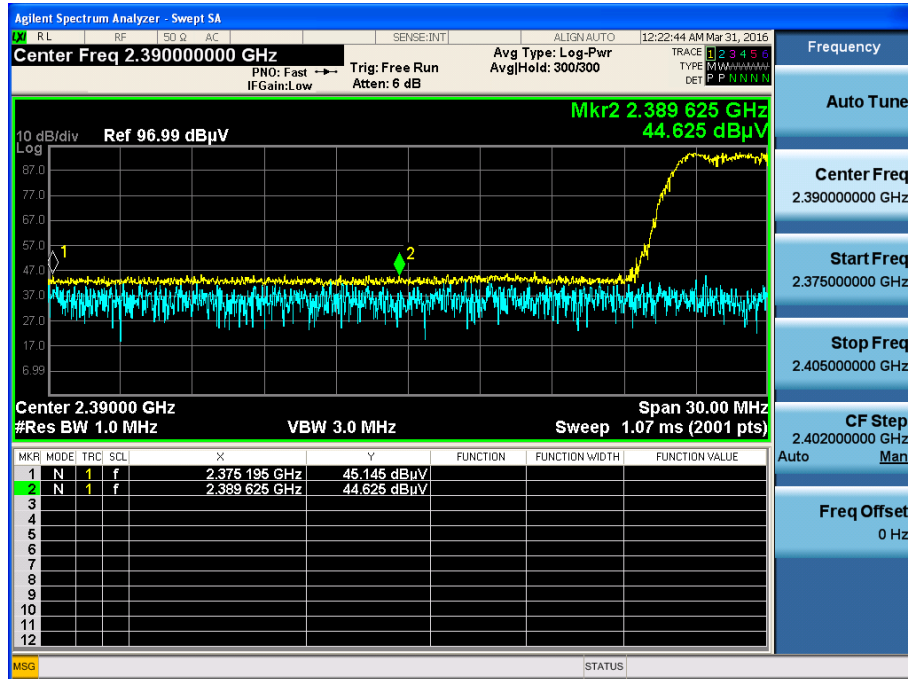 Agilent Spectrum Analyzer - Swept SA
LXI RL RF 50 Ω AC SENSE:INT ALIGN AUTO 12:22:44 AM Mar 31, 2016
Center Freq 2.390000000 GHz
PNO: Fast
IFGain:Low
Trig: Free Run
Atten: 6 dB
Avg Type: Log-Pwr
Avg|Hold: 300/300
TRACE 1 2 3 4 5 6
TYPE MWWWWW
DET P P N N N N
Mkr2 2.389 625 GHz
44.625 dBµV
10 dB/div Ref 96.99 dBµV
Log
87.0
77.0
67.0
57.0
47.0
37.0
27.0
17.0
6.99
1
2
Center 2.39000 GHz Span 30.00 MHz
#Res BW 1.0 MHz VBW 3.0 MHz Sweep 1.07 ms (2001 pts)
MKR MODE TRC SCL X Y FUNCTION FUNCTION WIDTH FUNCTION VALUE
1 N 1 f 2.375 195 GHz 45.145 dBµV
2 N 1 f 2.389 625 GHz 44.625 dBµV
3
4
5
6
7
8
9
10
11
12
MSG STATUS
Frequency
Auto Tune
Center Freq
2.390000000 GHz
Start Freq
2.375000000 GHz
Stop Freq
2.405000000 GHz
CF Step
2.402000000 GHz
Auto Man
Freq Offset
0 Hz